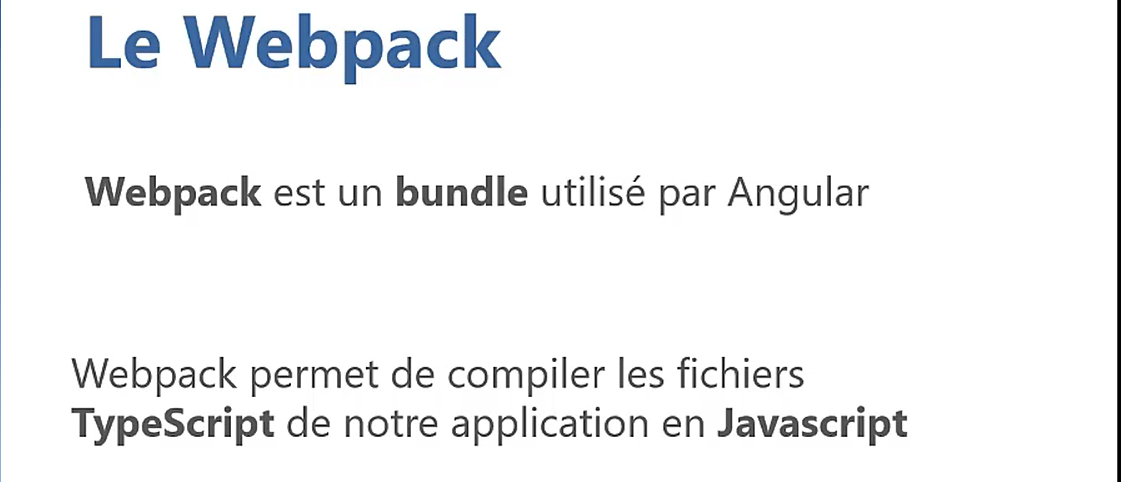 Le Webpack
Webpack est un bundle utilisé par Angular
Webpack permet de compiler les fichiers
TypeScript de notre application en Javascript